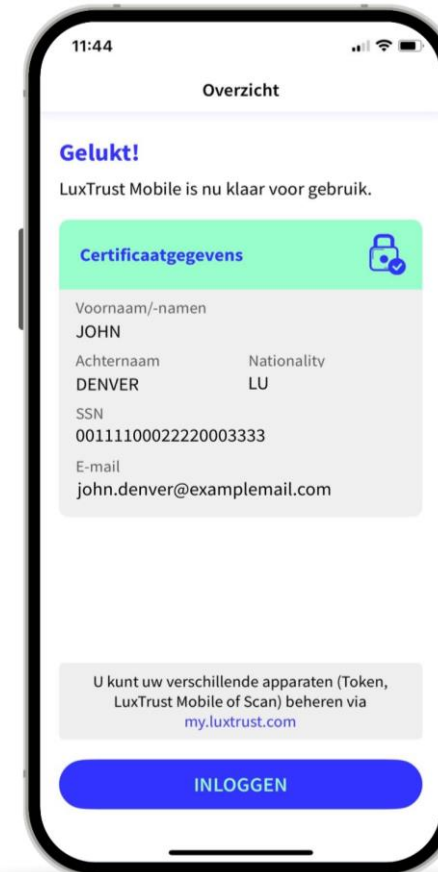 11:44
Overzicht
Gelukt!
LuxTrust Mobile is nu klaar voor gebruik.
Certificaatgegevens
Voornaam/-namen
JOHN
Achternaam Nationality
DENVER LU
SSN
00111100022220003333
E-mail
john.denver@examplemail.com
U kunt uw verschillende apparaten (Token,
LuxTrust Mobile of Scan) beheren via
my.luxtrust.com
INLOGGEN